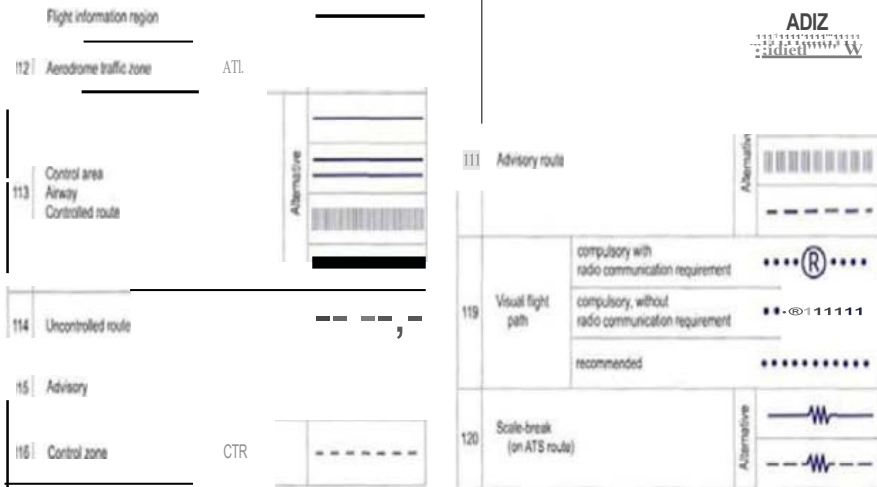 Flight information region
112 Aerodrome traffic zone ATL
Alternative
Control area
113 Airway
Controlled route
114 Uncontrolled route
115 Advisory
116 Control zone CTR
ADIZ
111 Advisory route
Alternative
compulsory with
radio communication requirement
R
119 Visual flight
path
compulsory, without
radio communication requirement
®111111
recommended
120 Scale-break
(on ATS route)
Alternative